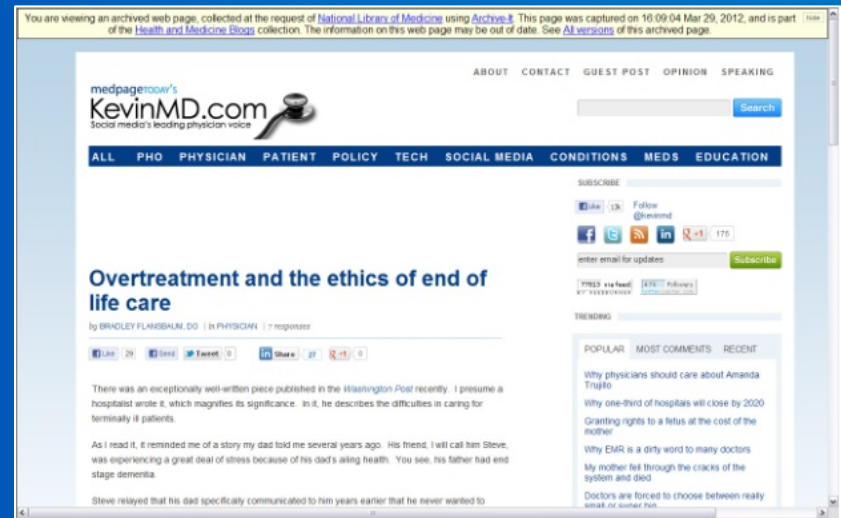 You are viewing an archived web page, collected at the request of National Library of Medicine using Archive-It. This page was captured on 16:09:04 Mar 29, 2012, and is part
of the Health and Medicine Blogs collection. The information on this web page may be out of date. See All versions of this archived page.
hide
ABOUT CONTACT GUEST POST OPINION SPEAKING
medpageTODAY'S
KevinMD.com
Social media's leading physician voice
Search
ALL PHO PHYSICIAN PATIENT POLICY TECH SOCIAL MEDIA CONDITIONS MEDS EDUCATION
SUBSCRIBE
Like 13k Follow
@kevinmd
+1 176
enter email for updates Subscribe
TRENDING
POPULAR MOST COMMENTS RECENT
Why physicians should care about Amanda
Trujillo
Why one-third of hospitals will close by 2020
Granting rights to a fetus at the cost of the
mother
Why EMR is a dirty word to many doctors
My mother fell through the cracks of the
system and died
Doctors are forced to choose between really
small or super big
Overtreatment and the ethics of end of
life care
by BRADLEY FLANSBAUM, DO | in PHYSICIAN | 7 responses
Like 29 Send Tweet 0 Share 27 +1 0
There was an exceptionally well-written piece published in the Washington Post recently. I presume a
hospitalist wrote it, which magnifies its significance. In it, he describes the difficulties in caring for
terminally ill patients.
As I read it, it reminded me of a story my dad told me several years ago. His friend, I will call him Steve,
was experiencing a great deal of stress because of his dad's ailing health. You see, his father had end
stage dementia.
Steve relayed that his dad specifically communicated to him years earlier that he never wanted to